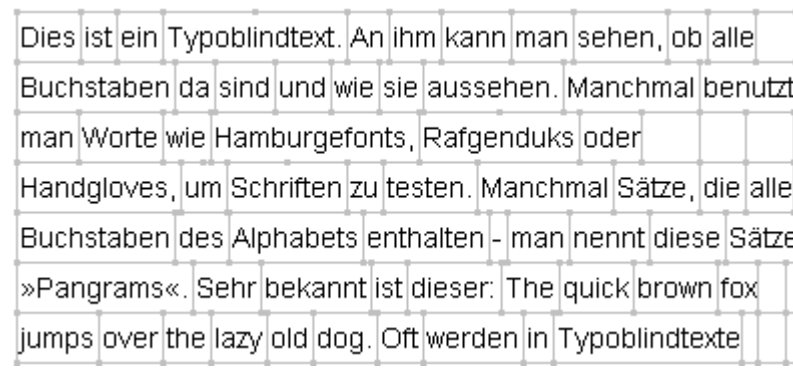 Dies ist ein Typoblindtext. An ihm kann man sehen, ob alle
Buchstaben da sind und wie sie aussehen. Manchmal benutzt
man Worte wie Hamburgefonts, Rafgenduks oder
Handgloves, um Schriften zu testen. Manchmal Sätze, die alle
Buchstaben des Alphabets enthalten - man nennt diese Sätze
»Pangrams«. Sehr bekannt ist dieser: The quick brown fox
jumps over the lazy old dog. Oft werden in Typoblindtexte